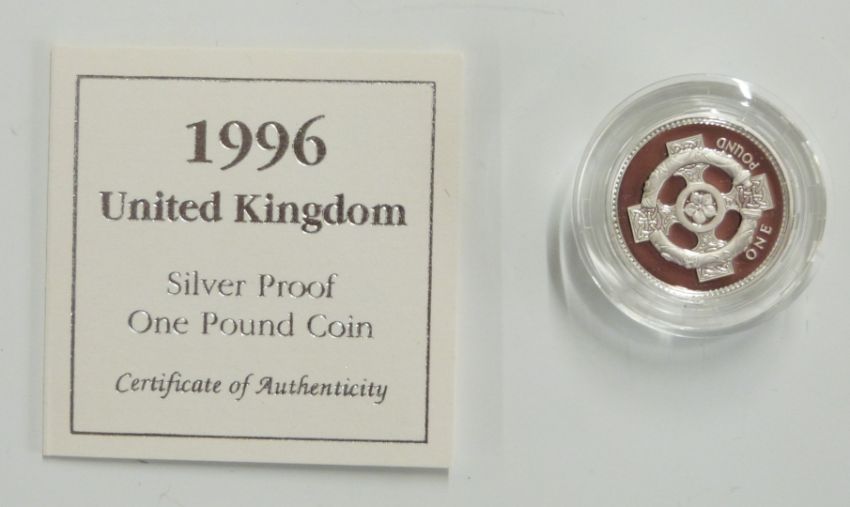 1996
United Kingdom
Silver Proof
One Pound Coin
Certificate of Authenticity
ONE
POUND